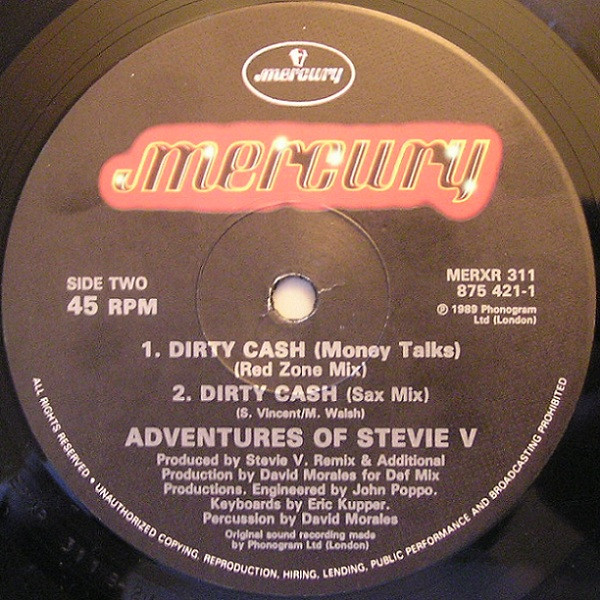 mercury
mercury
SIDE TWO
45 RPM
MERXR 311
875 421-1
℗ 1989 Phonogram
Ltd (London)
1. DIRTY CASH (Money Talks)
(Red Zone Mix)
2. DIRTY CASH (Sax Mix)
(S. Vincent/M. Walsh)
ADVENTURES OF STEVIE V
Produced by Stevie V. Remix & Additional
Production by David Morales for Def Mix
Productions. Engineered by John Poppo.
Keyboards by Eric Kupper.
Percussion by David Morales
Original sound recording made
by Phonogram Ltd (London)
ALL RIGHTS RESERVED • UNAUTHORIZED COPYING, REPRODUCTION, HIRING, LENDING, PUBLIC PERFORMANCE AND BROADCASTING PROHIBITED